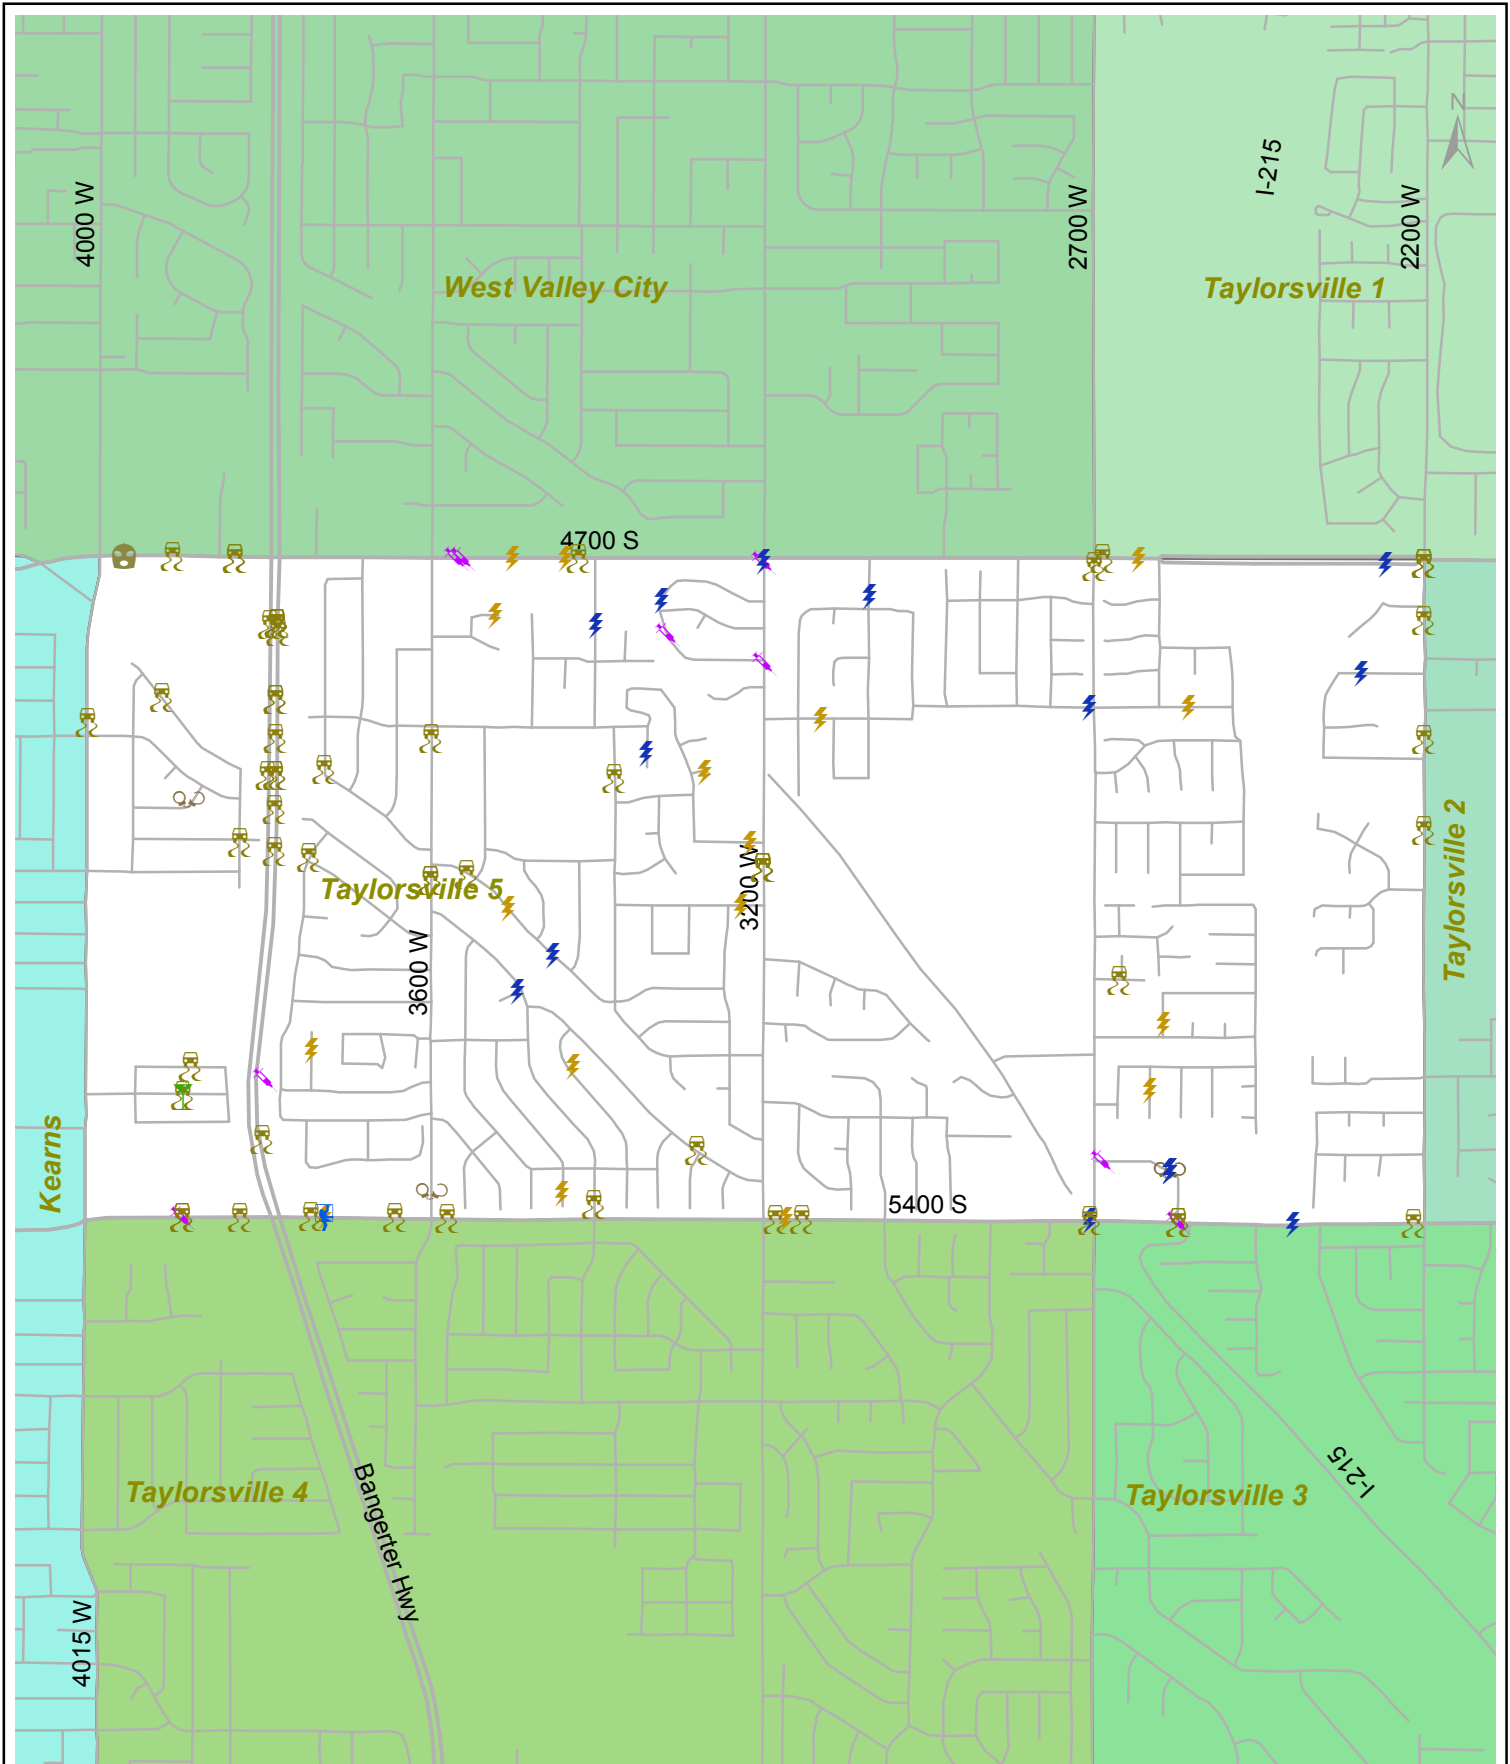 N
I-215
4000 W
2700 W
2200 W
West Valley City
Taylorsville 1
4700 S
Taylorsville 2
3200 W
Taylorsville 5
3600 W
Kearns
5400 S
I-215
Taylorsville 4
Taylorsville 3
Bangerter Hwy
4015 W